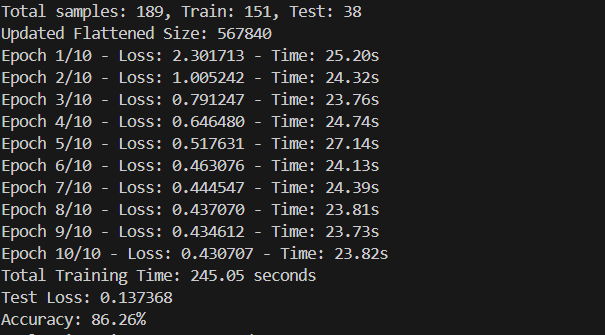 Total samples: 189, Train: 151, Test: 38
Updated Flattened Size: 567840
Epoch 1/10 - Loss: 2.301713 - Time: 25.20s
Epoch 2/10 - Loss: 1.005242 - Time: 24.32s
Epoch 3/10 - Loss: 0.791247 - Time: 23.76s
Epoch 4/10 - Loss: 0.646480 - Time: 24.74s
Epoch 5/10 - Loss: 0.517631 - Time: 27.14s
Epoch 6/10 - Loss: 0.463076 - Time: 24.13s
Epoch 7/10 - Loss: 0.444547 - Time: 24.39s
Epoch 8/10 - Loss: 0.437070 - Time: 23.81s
Epoch 9/10 - Loss: 0.434612 - Time: 23.73s
Epoch 10/10 - Loss: 0.430707 - Time: 23.82s
Total Training Time: 245.05 seconds
Test Loss: 0.137368
Accuracy: 86.26%